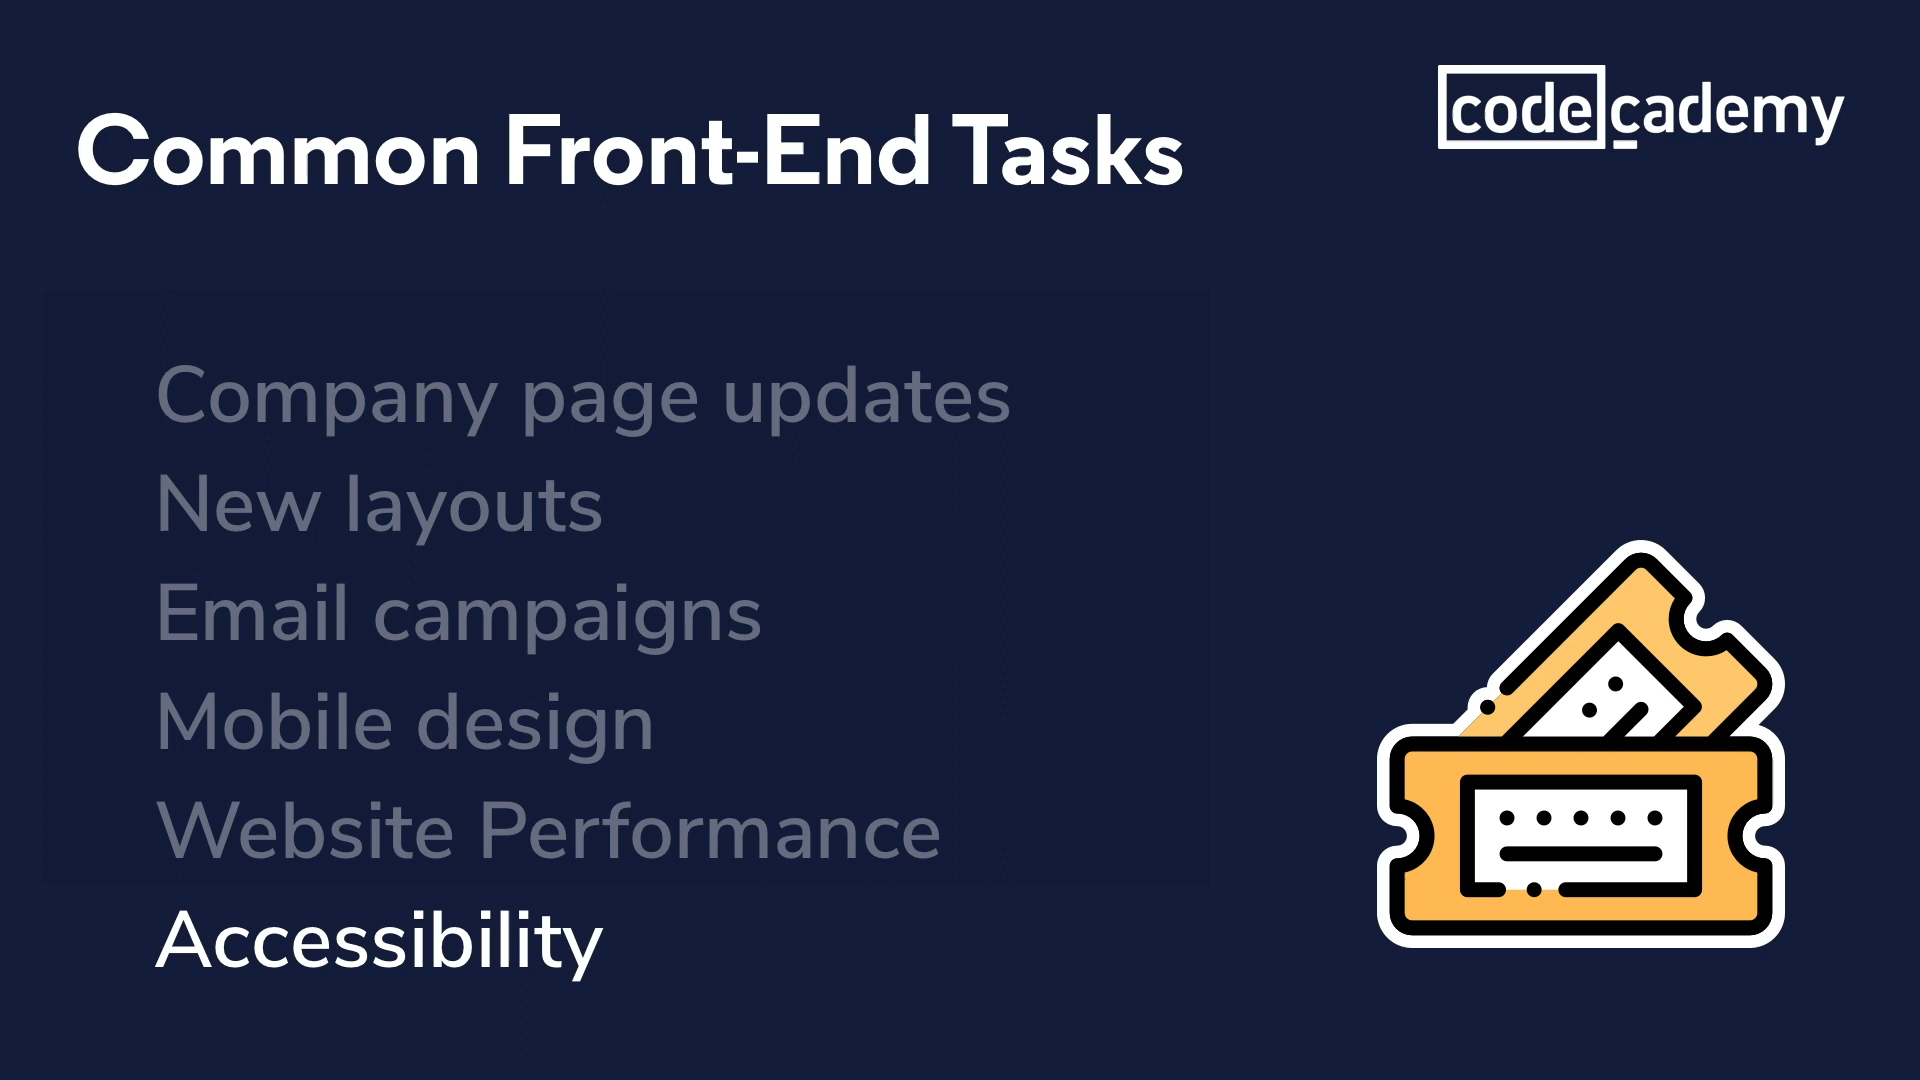 Common Front-End Tasks
codecademy
Company page updates
New layouts
Email campaigns
Mobile design
Website Performance
Accessibility